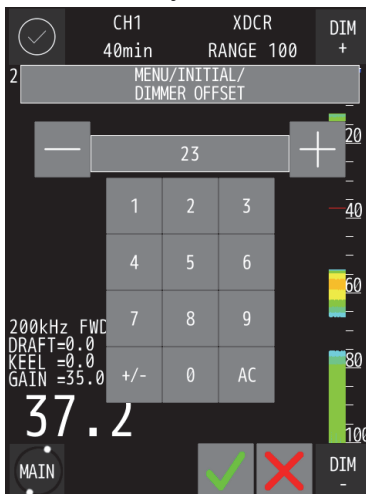 CH1 XDCR DIM
40min RANGE 100 +
2
MENU/INITIAL/
DIMMER OFFSET
20
— 23 +
1 2 3
40
4 5 6
60
200kHz FWD 7 8 9
DRAFT=0.0
KEEL =0.0 80
GAIN =35.0 +/- 0 AC
37.2
100
MAIN DIM
-